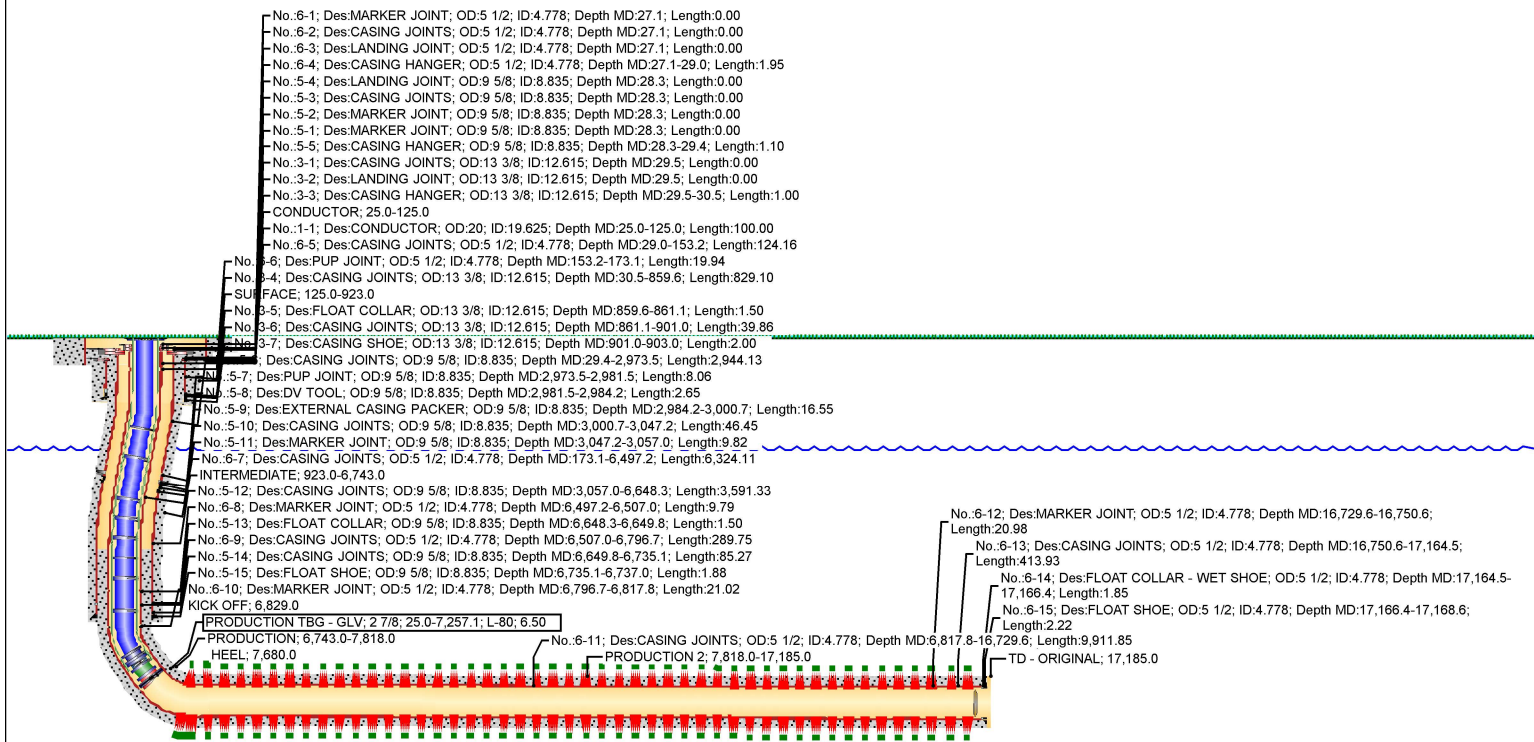 No.:6-1; Des:MARKER JOINT; OD:5 1/2; ID:4.778; Depth MD:27.1; Length:0.00
No.:6-2; Des:CASING JOINTS; OD:5 1/2; ID:4.778; Depth MD:27.1; Length:0.00
No.:6-3; Des:LANDING JOINT; OD:5 1/2; ID:4.778; Depth MD:27.1; Length:0.00
No.:6-4; Des:CASING HANGER; OD:5 1/2; ID:4.778; Depth MD:27.1-29.0; Length:1.95
No.:5-4; Des:LANDING JOINT; OD:9 5/8; ID:8.835; Depth MD:28.3; Length:0.00
No.:5-3; Des:CASING JOINTS; OD:9 5/8; ID:8.835; Depth MD:28.3; Length:0.00
No.:5-2; Des:MARKER JOINT; OD:9 5/8; ID:8.835; Depth MD:28.3; Length:0.00
No.:5-1; Des:MARKER JOINT; OD:9 5/8; ID:8.835; Depth MD:28.3; Length:0.00
No.:5-5; Des:CASING HANGER; OD:9 5/8; ID:8.835; Depth MD:28.3-29.4; Length:1.10
No.:3-1; Des:CASING JOINTS; OD:13 3/8; ID:12.615; Depth MD:29.5; Length:0.00
No.:3-2; Des:LANDING JOINT; OD:13 3/8; ID:12.615; Depth MD:29.5; Length:0.00
No.:3-3; Des:CASING HANGER; OD:13 3/8; ID:12.615; Depth MD:29.5-30.5; Length:1.00
CONDUCTOR; 25.0-125.0
No.:1-1; Des:CONDUCTOR; OD:20; ID:19.625; Depth MD:25.0-125.0; Length:100.00
No.:6-5; Des:CASING JOINTS; OD:5 1/2; ID:4.778; Depth MD:29.0-153.2; Length:124.16
No.:6-6; Des:PUP JOINT; OD:5 1/2; ID:4.778; Depth MD:153.2-173.1; Length:19.94
No.:3-4; Des:CASING JOINTS; OD:13 3/8; ID:12.615; Depth MD:30.5-859.6; Length:829.10
SURFACE; 125.0-923.0
No.:3-5; Des:FLOAT COLLAR; OD:13 3/8; ID:12.615; Depth MD:859.6-861.1; Length:1.50
No.:3-6; Des:CASING JOINTS; OD:13 3/8; ID:12.615; Depth MD:861.1-901.0; Length:39.86
No.:3-7; Des:CASING SHOE; OD:13 3/8; ID:12.615; Depth MD:901.0-903.0; Length:2.00
Des:CASING JOINTS; OD:9 5/8; ID:8.835; Depth MD:29.4-2,973.5; Length:2,944.13
No.:5-7; Des:PUP JOINT; OD:9 5/8; ID:8.835; Depth MD:2,973.5-2,981.5; Length:8.06
No.:5-8; Des:DV TOOL; OD:9 5/8; ID:8.835; Depth MD:2,981.5-2,984.2; Length:2.65
No.:5-9; Des:EXTERNAL CASING PACKER; OD:9 5/8; ID:8.835; Depth MD:2,984.2-3,000.7; Length:16.55
No.:5-10; Des:CASING JOINTS; OD:9 5/8; ID:8.835; Depth MD:3,000.7-3,047.2; Length:46.45
No.:5-11; Des:MARKER JOINT; OD:9 5/8; ID:8.835; Depth MD:3,047.2-3,057.0; Length:9.82
No.:6-7; Des:CASING JOINTS; OD:5 1/2; ID:4.778; Depth MD:173.1-6,497.2; Length:6,324.11
INTERMEDIATE; 923.0-6,743.0
No.:5-12; Des:CASING JOINTS; OD:9 5/8; ID:8.835; Depth MD:3,057.0-6,648.3; Length:3,591.33
No.:6-8; Des:MARKER JOINT; OD:5 1/2; ID:4.778; Depth MD:6,497.2-6,507.0; Length:9.79
No.:5-13; Des:FLOAT COLLAR; OD:9 5/8; ID:8.835; Depth MD:6,648.3-6,649.8; Length:1.50
No.:6-9; Des:CASING JOINTS; OD:5 1/2; ID:4.778; Depth MD:6,507.0-6,796.7; Length:289.75
No.:5-14; Des:CASING JOINTS; OD:9 5/8; ID:8.835; Depth MD:6,649.8-6,735.1; Length:85.27
No.:5-15; Des:FLOAT SHOE; OD:9 5/8; ID:8.835; Depth MD:6,735.1-6,737.0; Length:1.88
No.:6-10; Des:MARKER JOINT; OD:5 1/2; ID:4.778; Depth MD:6,796.7-6,817.8; Length:21.02
KICK OFF; 6,829.0
PRODUCTION TBG - GLV; 2 7/8; 25.0-7,257.1; L-80; 6.50
PRODUCTION; 6,743.0-7,818.0
HEEL; 7,680.0
No.:6-11; Des:CASING JOINTS; OD:5 1/2; ID:4.778; Depth MD:6,817.8-16,729.6; Length:9,911.85
PRODUCTION 2; 7,818.0-17,185.0
No.:6-12; Des:MARKER JOINT; OD:5 1/2; ID:4.778; Depth MD:16,729.6-16,750.6;
Length:20.98
No.:6-13; Des:CASING JOINTS; OD:5 1/2; ID:4.778; Depth MD:16,750.6-17,164.5;
Length:413.93
No.:6-14; Des:FLOAT COLLAR - WET SHOE; OD:5 1/2; ID:4.778; Depth MD:17,164.5-
17,166.4; Length:1.85
No.:6-15; Des:FLOAT SHOE; OD:5 1/2; ID:4.778; Depth MD:17,166.4-17,168.6;
Length:2.22
TD - ORIGINAL; 17,185.0